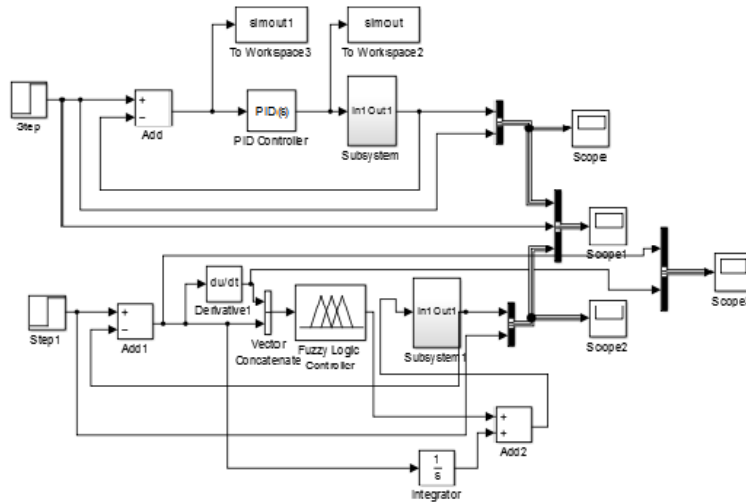 simout1
To Workspace3
simout
To Workspace2
Step
+
−
Add
PID(s)
PID Controller
In1 Out1
Subsystem
Scope
Scope1
Step1
+
−
Add1
du/dt
Derivative1
Vector
Concatenate
Fuzzy Logic
Controller
In1 Out1
Subsystem1
Scope2
+
+
Add2
1
s
Integrator